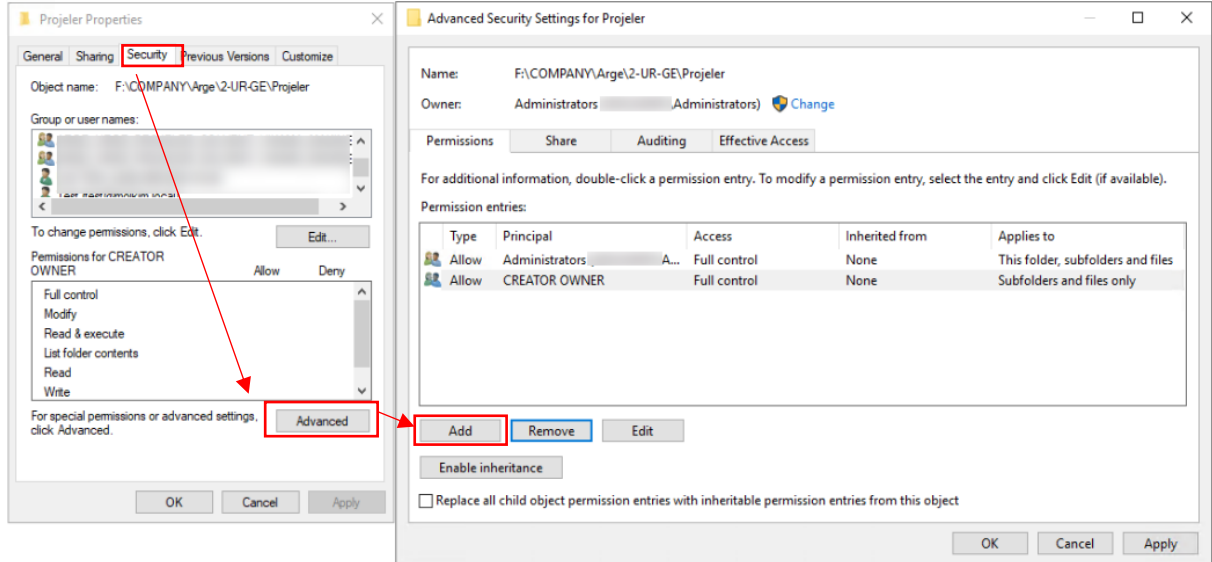 Projeler Properties
General Sharing Security Previous Versions Customize
Object name: F:\COMPANY\Arge\2-UR-GE\Projeler
Group or user names:
To change permissions, click Edit.
Edit...
Permissions for CREATOR
OWNER Allow Deny
Full control
Modify
Read & execute
List folder contents
Read
Write
For special permissions or advanced settings,
click Advanced.
Advanced
OK Cancel Apply
Advanced Security Settings for Projeler
Name: F:\COMPANY\Arge\2-UR-GE\Projeler
Owner: Administrators Administrators) Change
Permissions Share Auditing Effective Access
For additional information, double-click a permission entry. To modify a permission entry, select the entry and click Edit (if available).
Permission entries:
Type Principal Access Inherited from Applies to
Allow Administrators A... Full control None This folder, subfolders and files
Allow CREATOR OWNER Full control None Subfolders and files only
Add Remove Edit
Enable inheritance
Replace all child object permission entries with inheritable permission entries from this object
OK Cancel Apply